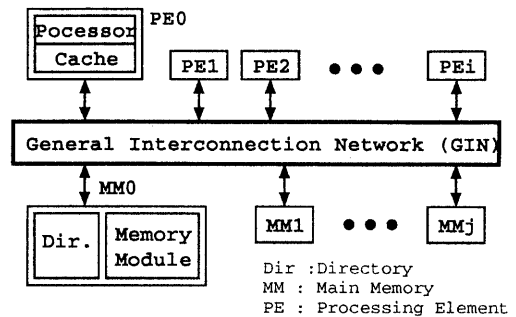 PE0
Pocessor
Cache
PE1
PE2
PEi
General Interconnection Network (GIN)
MM0
Dir.
Memory
Module
MM1
MMj
Dir :Directory
MM : Main Memory
PE : Processing Element